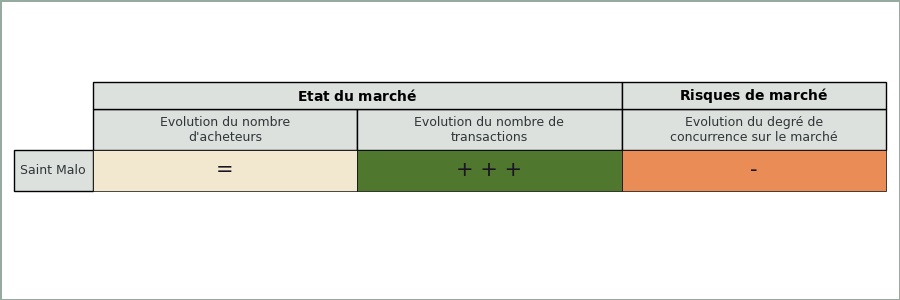 Etat du marché
Risques de marché
Evolution du nombre
d'acheteurs
Evolution du nombre de
transactions
Evolution du degré de
concurrence sur le marché
Saint Malo
=
+ + +
-